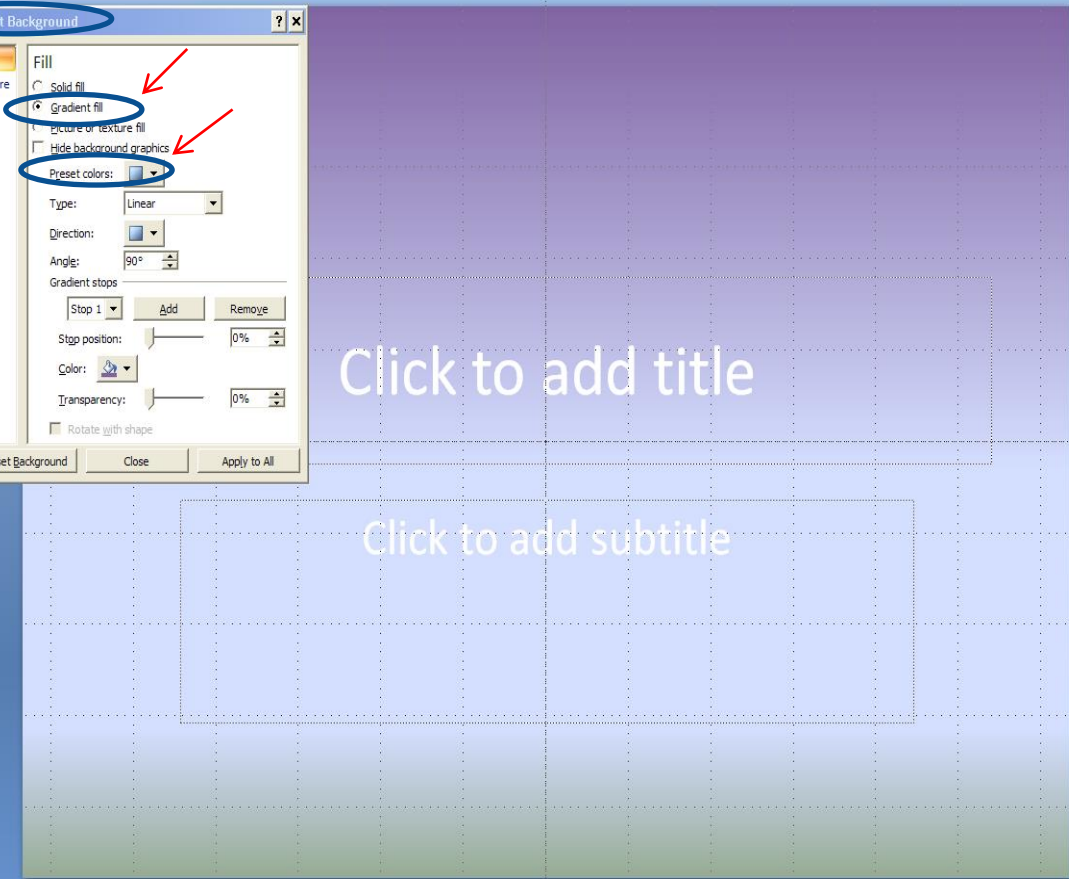 t Background
Fill
re
Solid fill
Gradient fill
Picture or texture fill
Hide background graphics
Preset colors:
Type: Linear
Direction:
Angle: 90°
Gradient stops
Stop 1 Add Remove
Stop position: 0%
Color:
Transparency: 0%
Rotate with shape
set Background Close Apply to All
Click to add title
Click to add subtitle